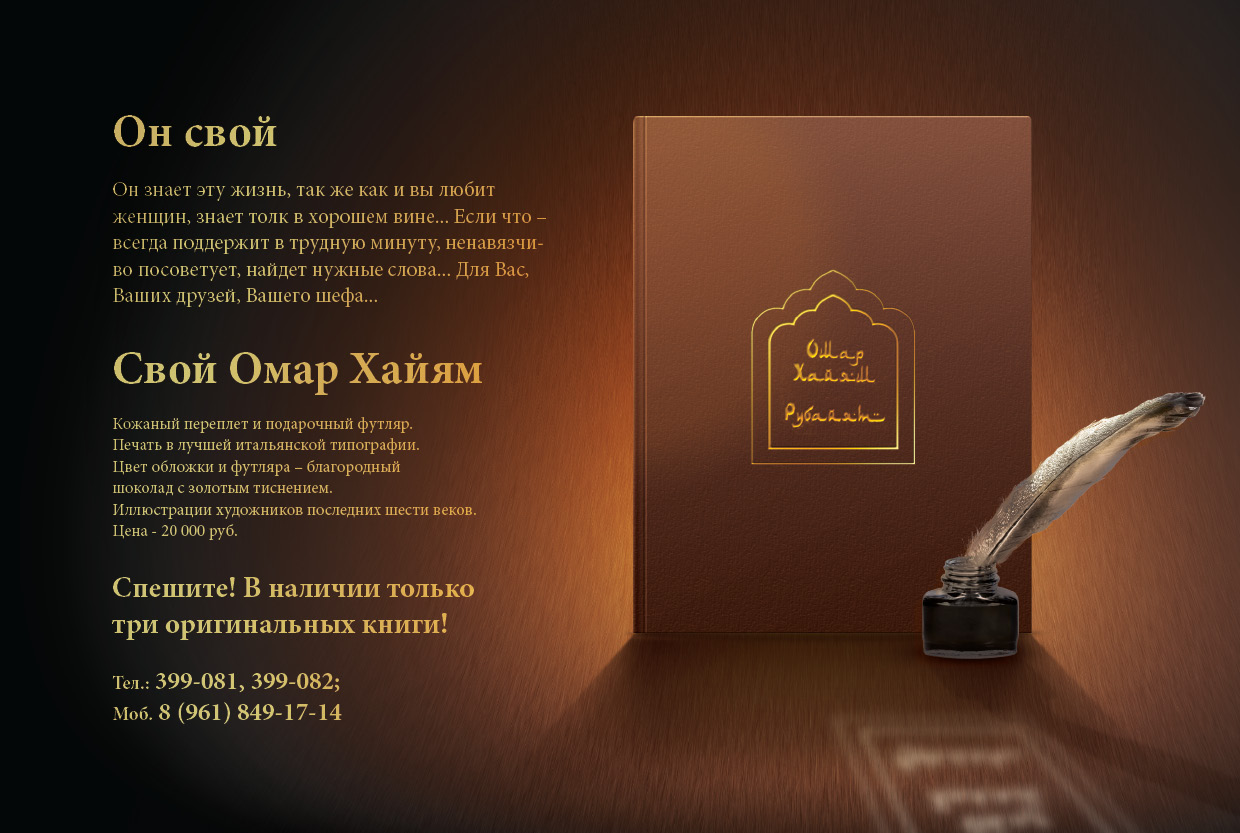 Он свой
Он знает эту жизнь, так же как и вы любит
женщин, знает толк в хорошем вине... Если что –
всегда поддержит в трудную минуту, ненавязчи-
во посоветует, найдет нужные слова... Для Вас,
Ваших друзей, Вашего шефа...
Свой Омар Хайям
Кожаный переплет и подарочный футляр.
Печать в лучшей итальянской типографии.
Цвет обложки и футляра – благородный
шоколад с золотым тиснением.
Иллюстрации художников последних шести веков.
Цена - 20 000 руб.
Спешите! В наличии только
три оригинальных книги!
Тел.: 399-081, 399-082;
Моб. 8 (961) 849-17-14
Омар
Хайям
Рубаият